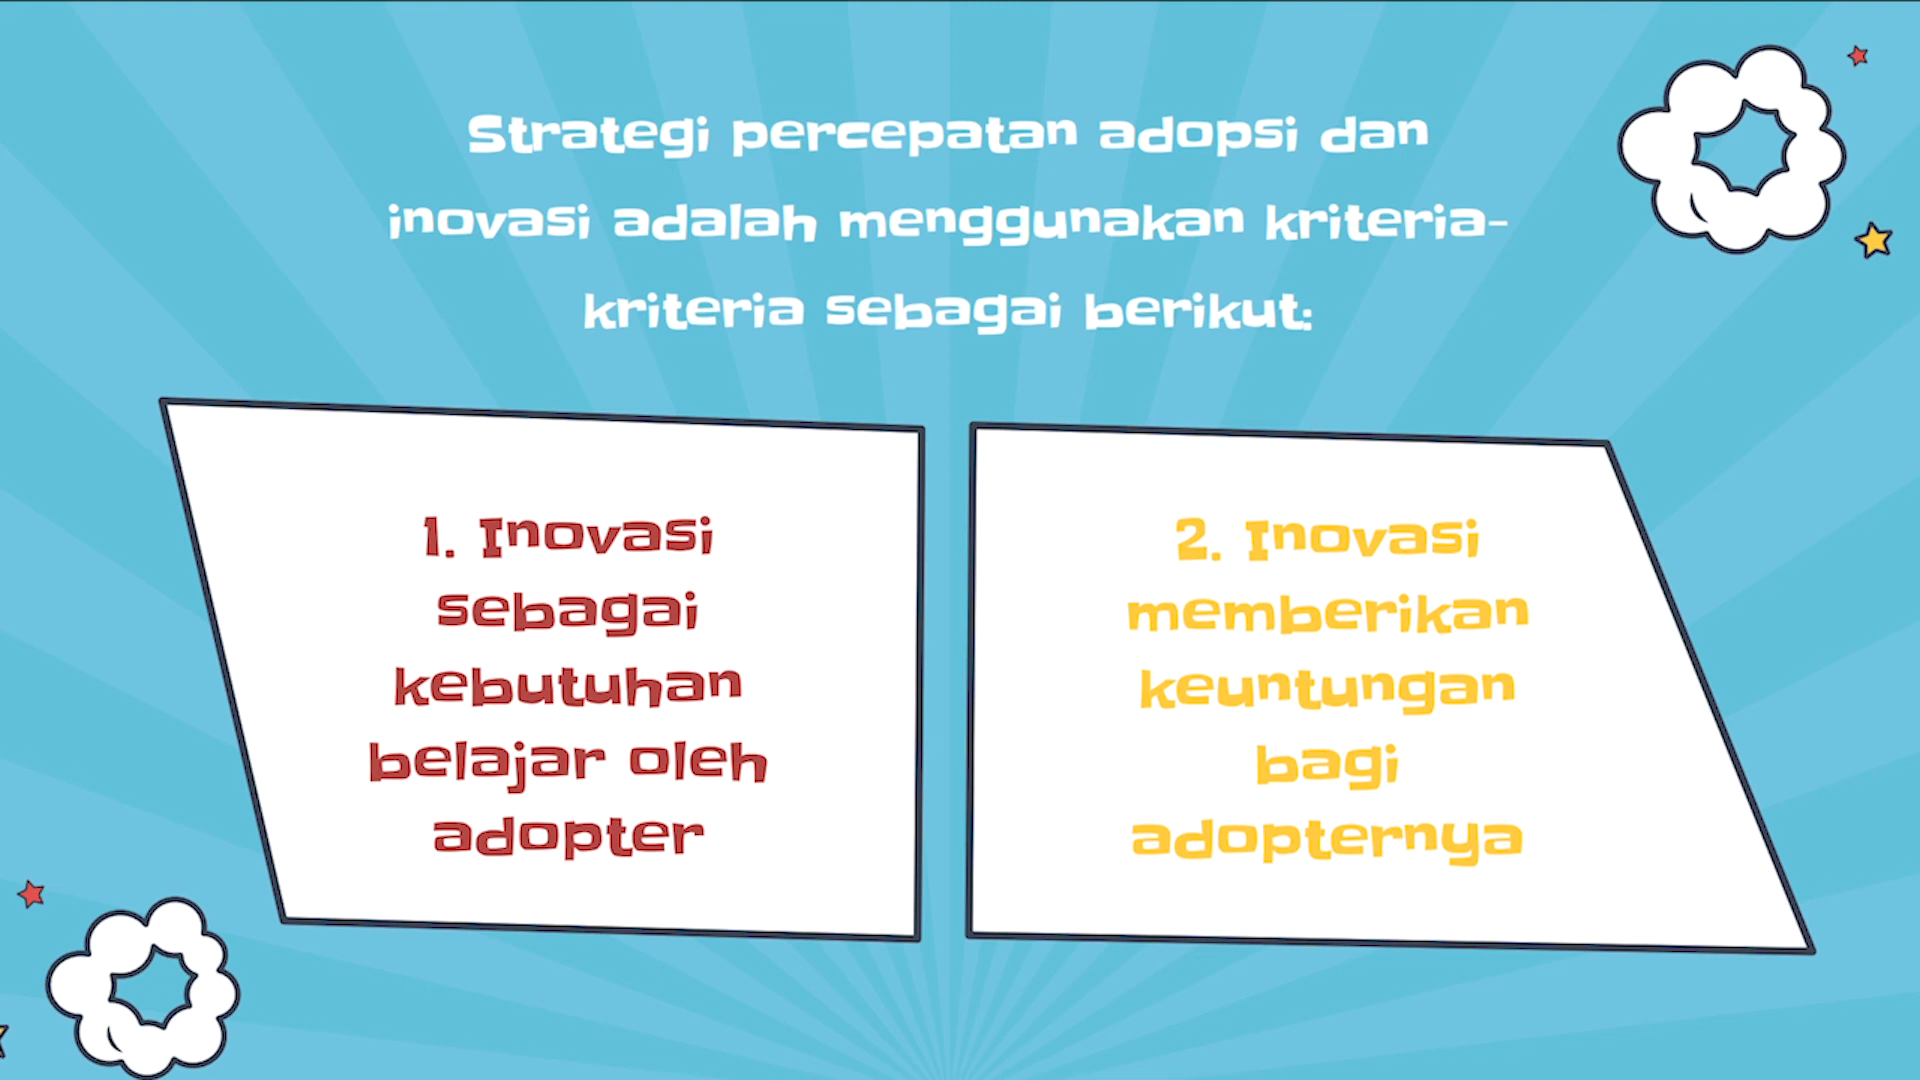 Strategi percepatan adopsi dan
inovasi adalah menggunakan kriteria-
kriteria sebagai berikut:
1. Inovasi
sebagai
kebutuhan
belajar oleh
adopter
2. Inovasi
memberikan
keuntungan
bagi
adopternya